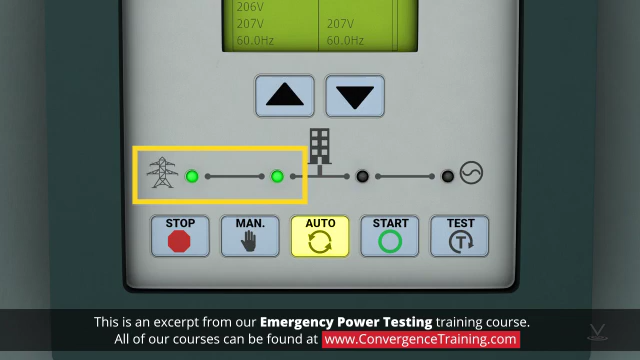 206V
207V 207V
60.0Hz 60.0Hz
STOP MAN. AUTO START TEST
T
This is an excerpt from our Emergency Power Testing training course.
All of our courses can be found at www.ConvergenceTraining.com